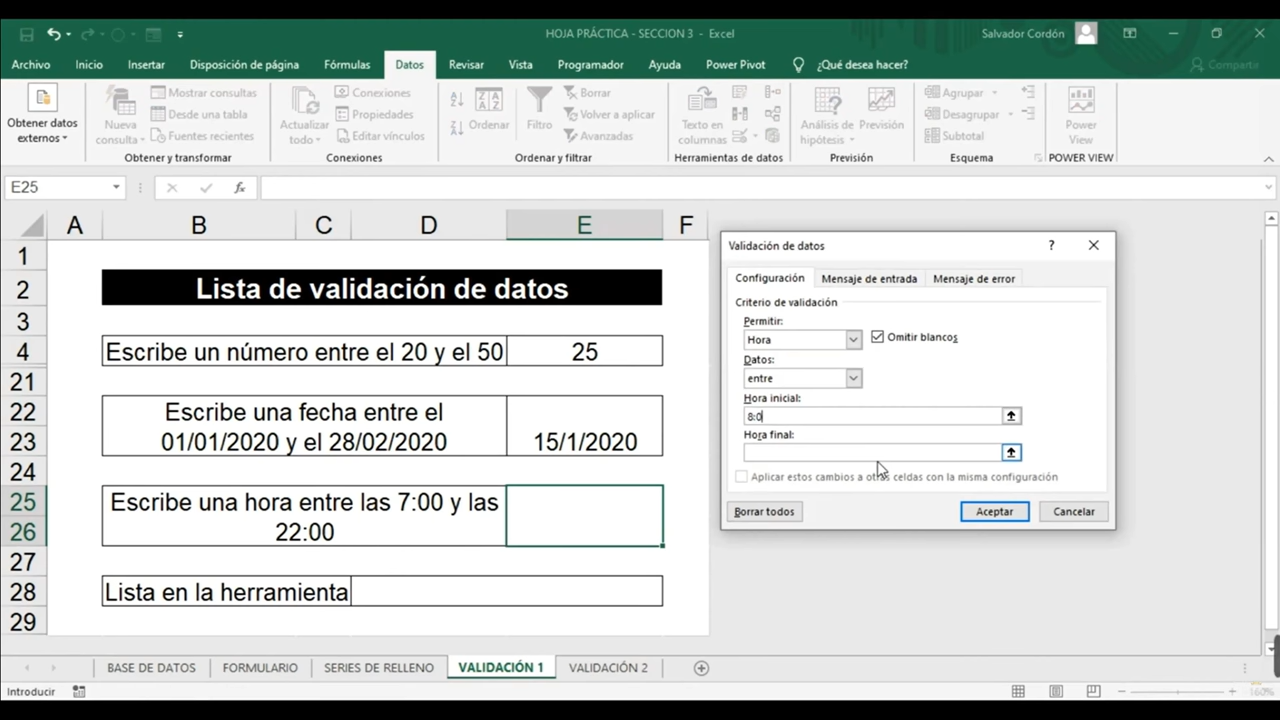 HOJA PRÁCTICA - SECCION 3 - Excel
Salvador Cordón
Archivo Inicio Insertar Disposición de página Fórmulas Datos Revisar Vista Programador Ayuda Power Pivot ¿Qué desea hacer? Compartir
Obtener datos
externos
Nueva
consulta
Mostrar consultas
Desde una tabla
Fuentes recientes
Obtener y transformar
Actualizar
todo
Conexiones
Propiedades
Editar vínculos
Conexiones
Ordenar
Filtro
Borrar
Volver a aplicar
Avanzadas
Ordenar y filtrar
Texto en
columnas
Herramientas de datos
Análisis de
hipótesis
Previsión
Previsión
Agrupar
Desagrupar
Subtotal
Esquema
Power
View
POWER VIEW
E25
fx
A B C D E F
1
2 Lista de validación de datos
3
4 Escribe un número entre el 20 y el 50 25
21
22 Escribe una fecha entre el
23 01/01/2020 y el 28/02/2020 15/1/2020
24
25 Escribe una hora entre las 7:00 y las
26 22:00
27
28 Lista en la herramienta
29
Validación de datos
?
Configuración Mensaje de entrada Mensaje de error
Criterio de validación
Permitir:
Hora Omitir blancos
Datos:
entre
Hora inicial:
8:0
Hora final:
Aplicar estos cambios a otras celdas con la misma configuración
Borrar todos Aceptar Cancelar
BASE DE DATOS FORMULARIO SERIES DE RELLENO VALIDACIÓN 1 VALIDACIÓN 2
Introducir
160%